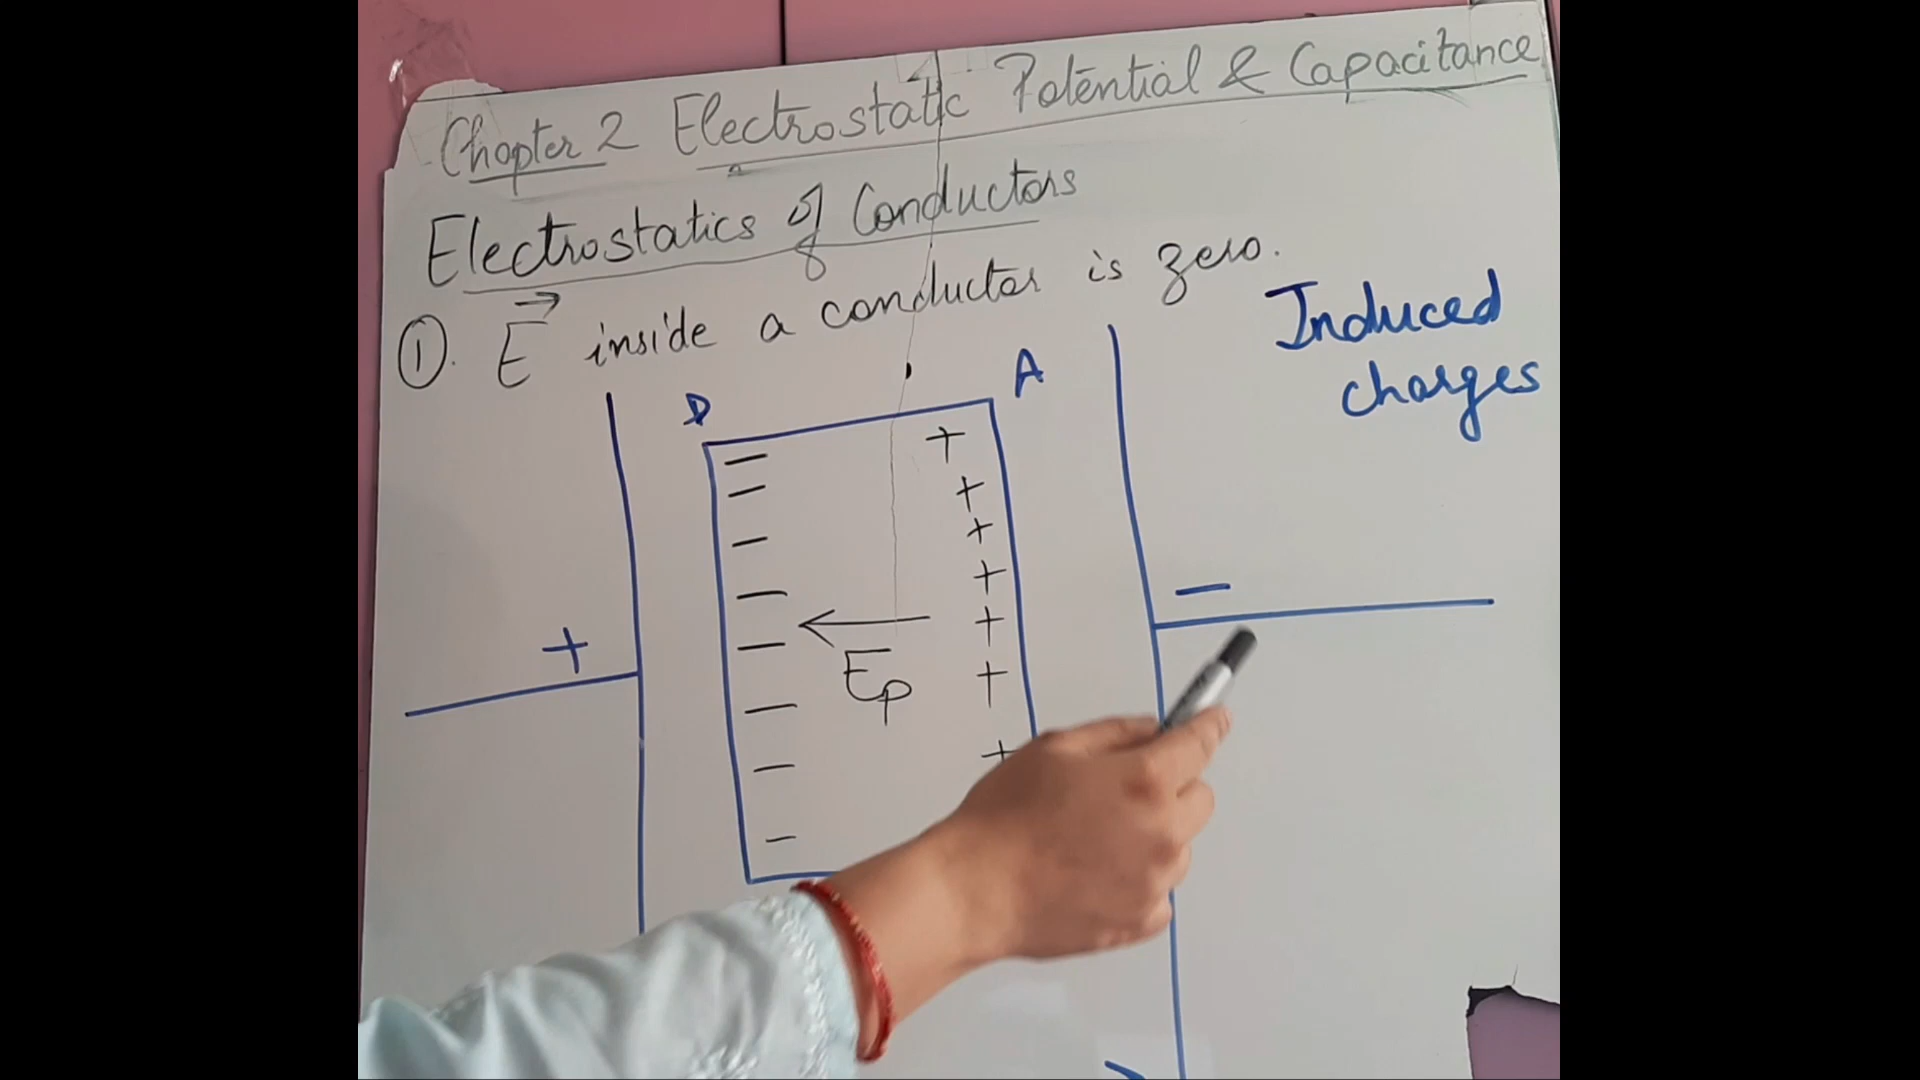 Chapter 2 Electrostatic Potential & Capacitance
Electrostatics of Conductors
①. E⃗ inside a conductor is zero.
Induced
charges
D
A
+
−
− − − − − − − −
+ + + + + + +
Ep